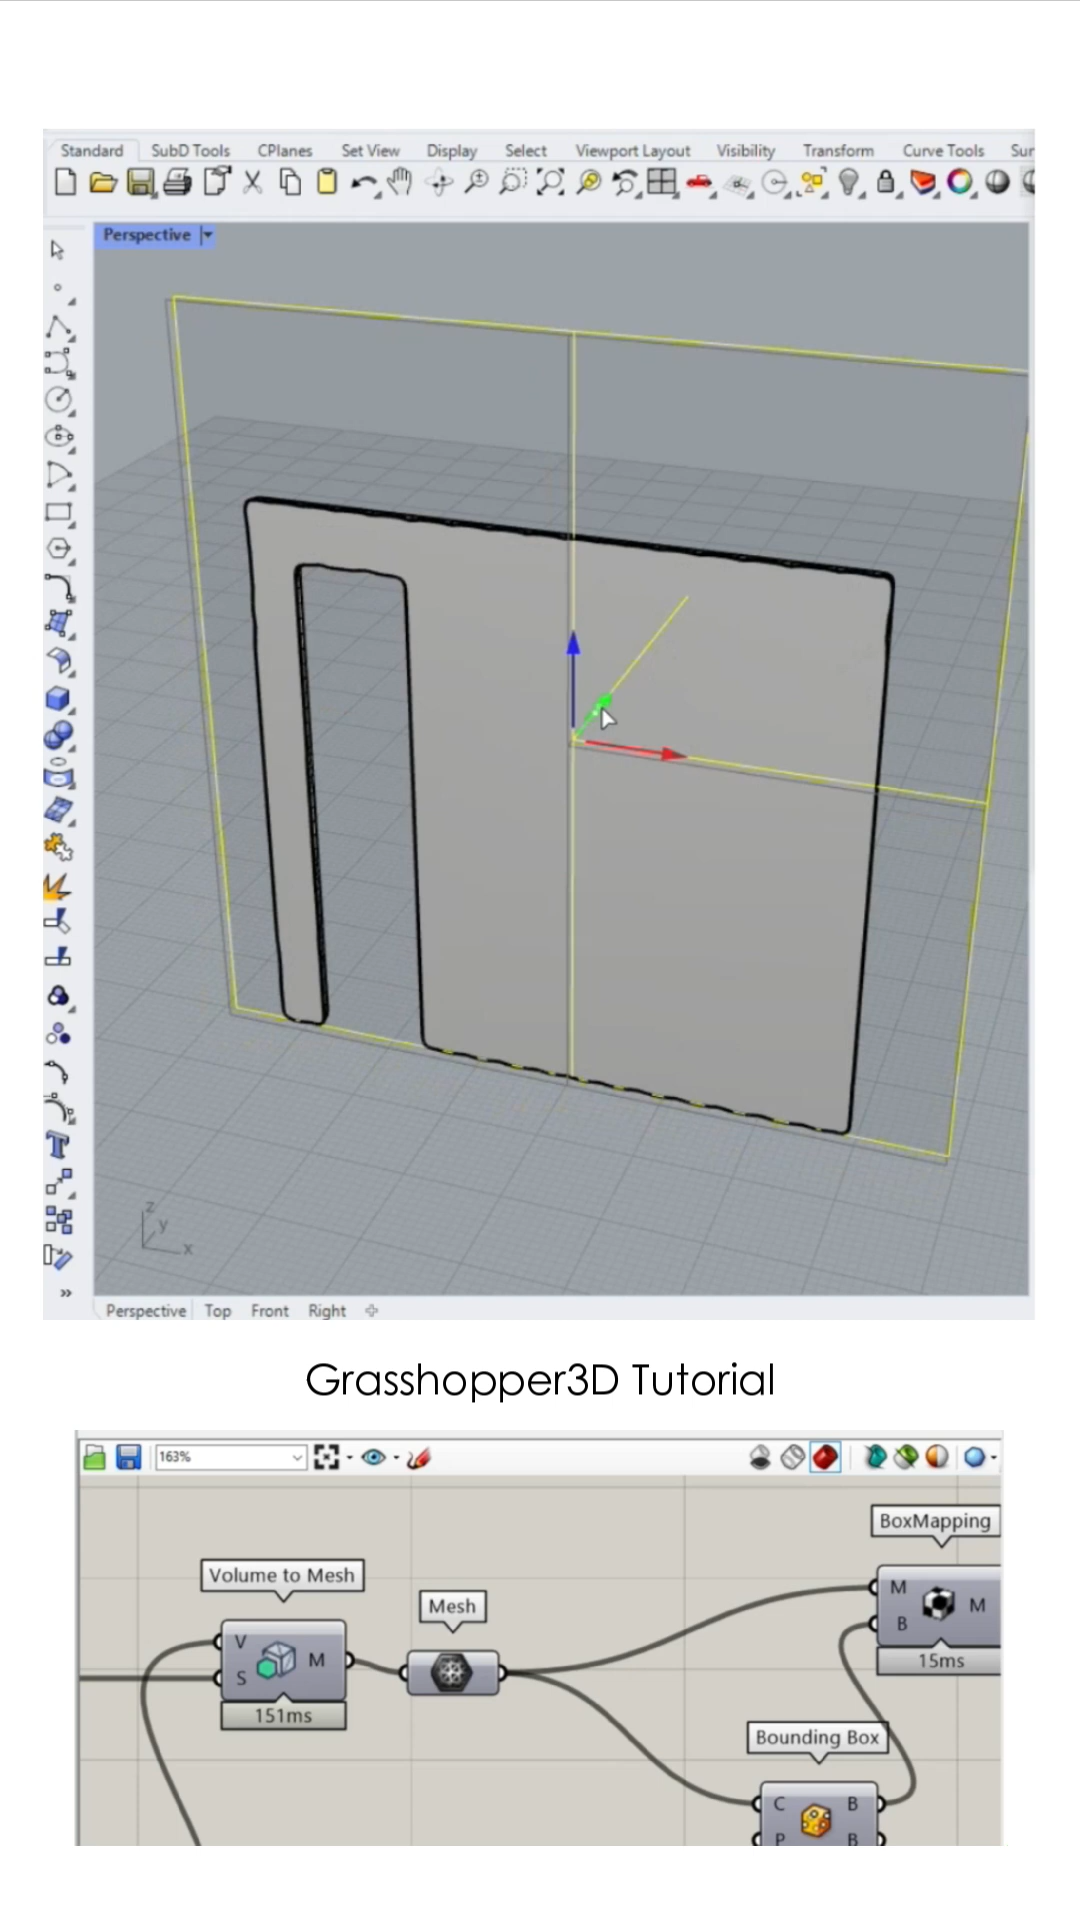 Standard SubD Tools CPlanes Set View Display Select Viewport Layout Visibility Transform Curve Tools Sur
Perspective
z
y
x
Perspective Top Front Right
Grasshopper3D Tutorial
163%
BoxMapping
Volume to Mesh
Mesh
M M
B
15ms
V M
S
151ms
Bounding Box
C B
P B